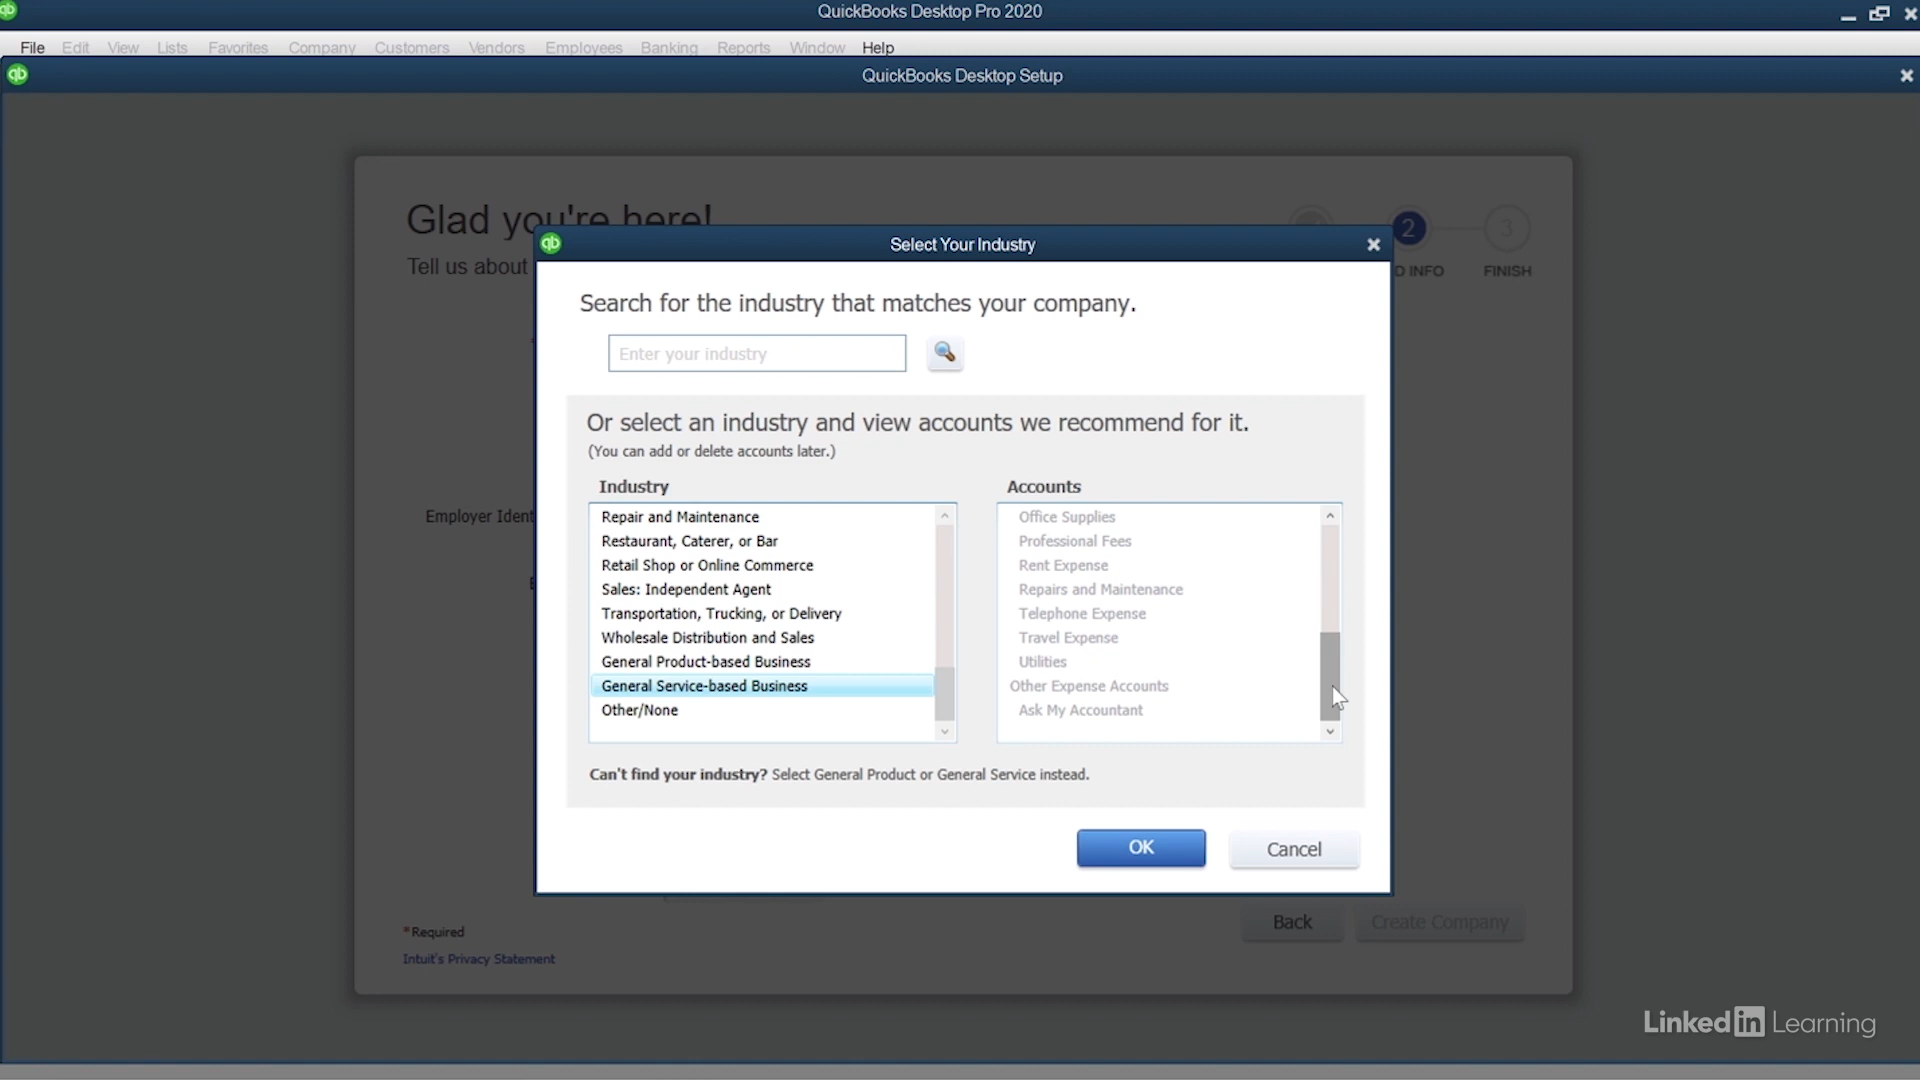 QuickBooks Desktop Pro 2020
File Edit View Lists Favorites Company Customers Vendors Employees Banking Reports Window Help
qb
QuickBooks Desktop Setup
Glad you're here!
Tell us about
2
3
D INFO
FINISH
qb
Select Your Industry
Search for the industry that matches your company.
Enter your industry
Or select an industry and view accounts we recommend for it.
(You can add or delete accounts later.)
Industry
Repair and Maintenance
Restaurant, Caterer, or Bar
Retail Shop or Online Commerce
Sales: Independent Agent
Transportation, Trucking, or Delivery
Wholesale Distribution and Sales
General Product-based Business
General Service-based Business
Other/None
Accounts
Office Supplies
Professional Fees
Rent Expense
Repairs and Maintenance
Telephone Expense
Travel Expense
Utilities
Other Expense Accounts
Ask My Accountant
Employer Ident
Can't find your industry? Select General Product or General Service instead.
OK
Cancel
Back
Create Company
*Required
Intuit's Privacy Statement
Linked in Learning